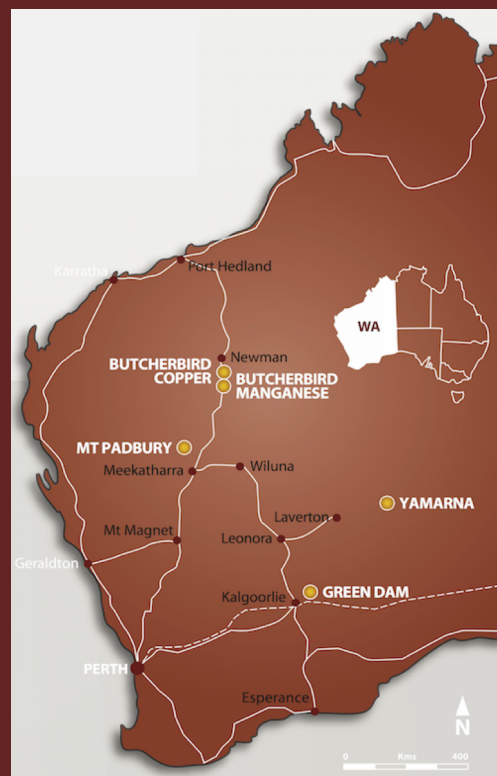 Port Hedland
Karratha
WA
Newman
BUTCHERBIRD
COPPER
BUTCHERBIRD
MANGANESE
MT PADBURY
Meekatharra
Wiluna
YAMARNA
Laverton
Mt Magnet
Leonora
Geraldton
GREEN DAM
Kalgoorlie
PERTH
Esperance
N
0 Kms 400